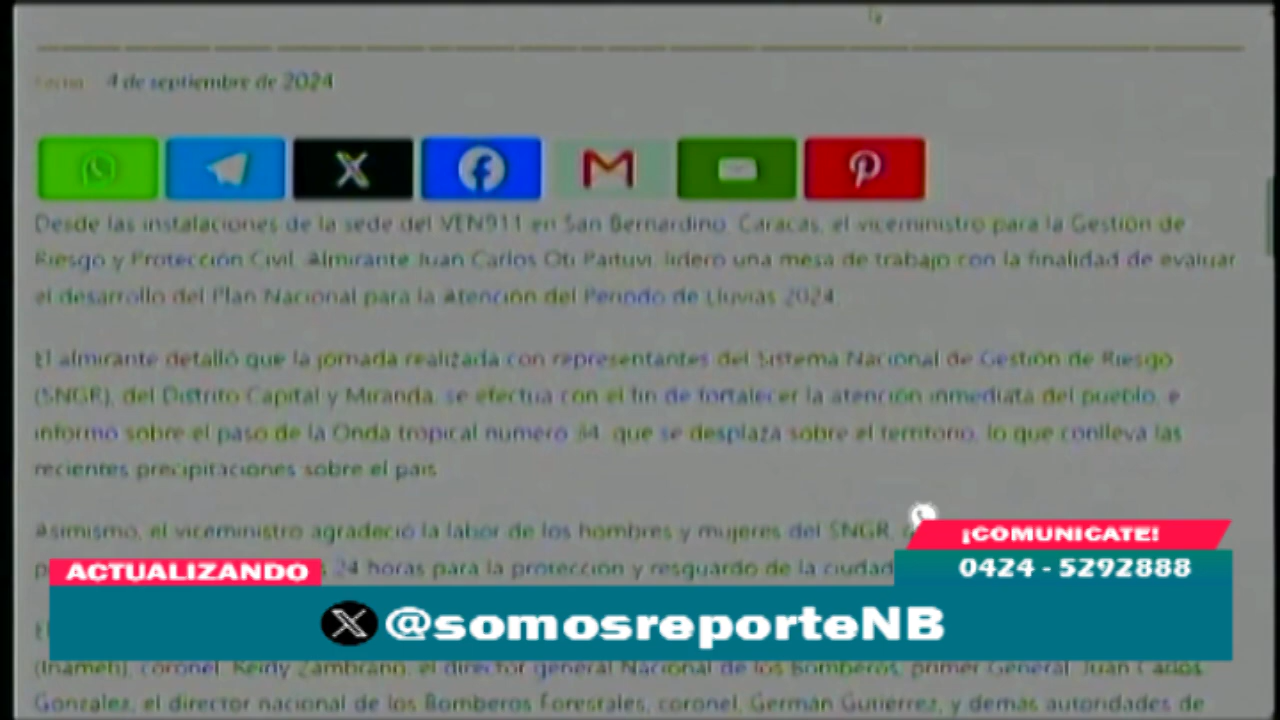 4 de septiembre de 2024
Desde las instalaciones de la sede del VEN911 en San Bernardino, Caracas, el viceministro para la Gestión de
Riesgo y Protección Civil, Almirante Juan Carlos Oti Paituvi, lideró una mesa de trabajo con la finalidad de evaluar
el desarrollo del Plan Nacional para la Atención del Periodo de Lluvias 2024
El almirante detalló que la jornada realizada con representantes del Sistema Nacional de Gestión de Riesgo
(SNGR), del Distrito Capital y Miranda, se efectúa con el fin de fortalecer la atención inmediata del pueblo, e
informó sobre el paso de la Onda tropical número 34, que se desplaza sobre el territorio, lo que conlleva las
recientes precipitaciones sobre el país
Asimismo, el viceministro agradeció la labor de los hombres y mujeres del SNGR,
¡COMUNICATE!
ACTUALIZANDO
24 horas para la protección y resguardo de la ciudad
0424 - 5292888
@somosreporteNB
(Inameh), coronel Keidy Zambrano, el director general Nacional de los Bomberos, primer General Juan Carlos
González, el director nacional de los Bomberos Forestales, coronel Germán Gutiérrez, y demás autoridades de